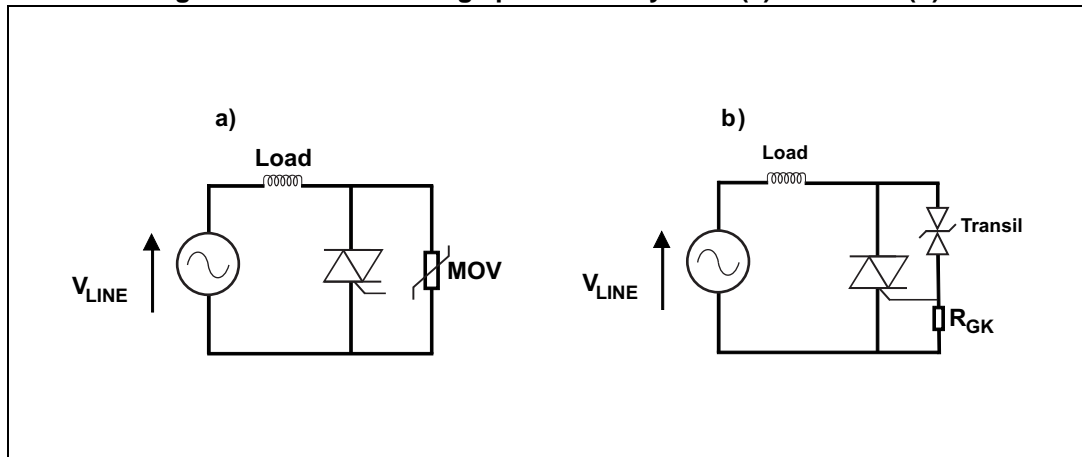 a)
Load
V_LINE
MOV
b)
Load
Transil
V_LINE
R_GK